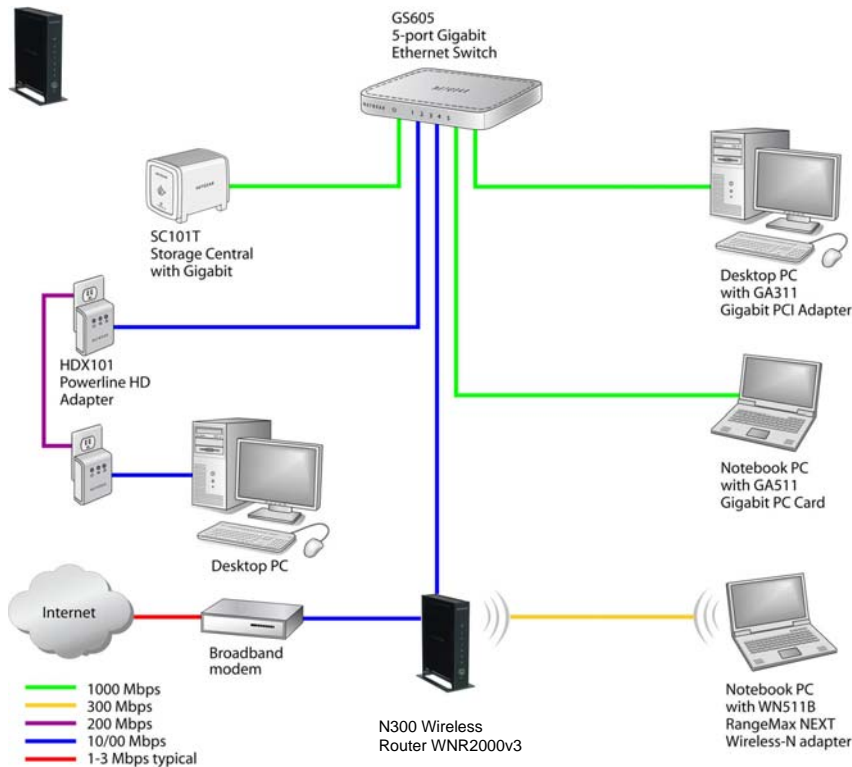 GS605
5-port Gigabit
Ethernet Switch
NETGEAR
NETGEAR 1 2 3 4 5
NETGEAR
SC101T
Storage Central
with Gigabit
Desktop PC
with GA311
Gigabit PCI Adapter
HDX101
Powerline HD
Adapter
Notebook PC
with GA511
Gigabit PC Card
Desktop PC
Internet
Broadband
modem
1000 Mbps
300 Mbps
200 Mbps
10/00 Mbps
1-3 Mbps typical
N300 Wireless
Router WNR2000v3
Notebook PC
with WN511B
RangeMax NEXT
Wireless-N adapter